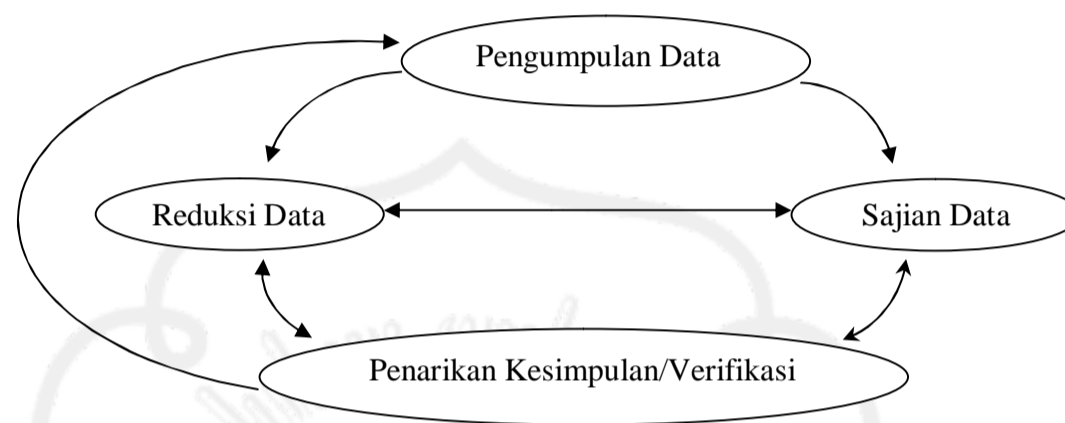 Pengumpulan Data
Reduksi Data
Sajian Data
Penarikan Kesimpulan/Verifikasi